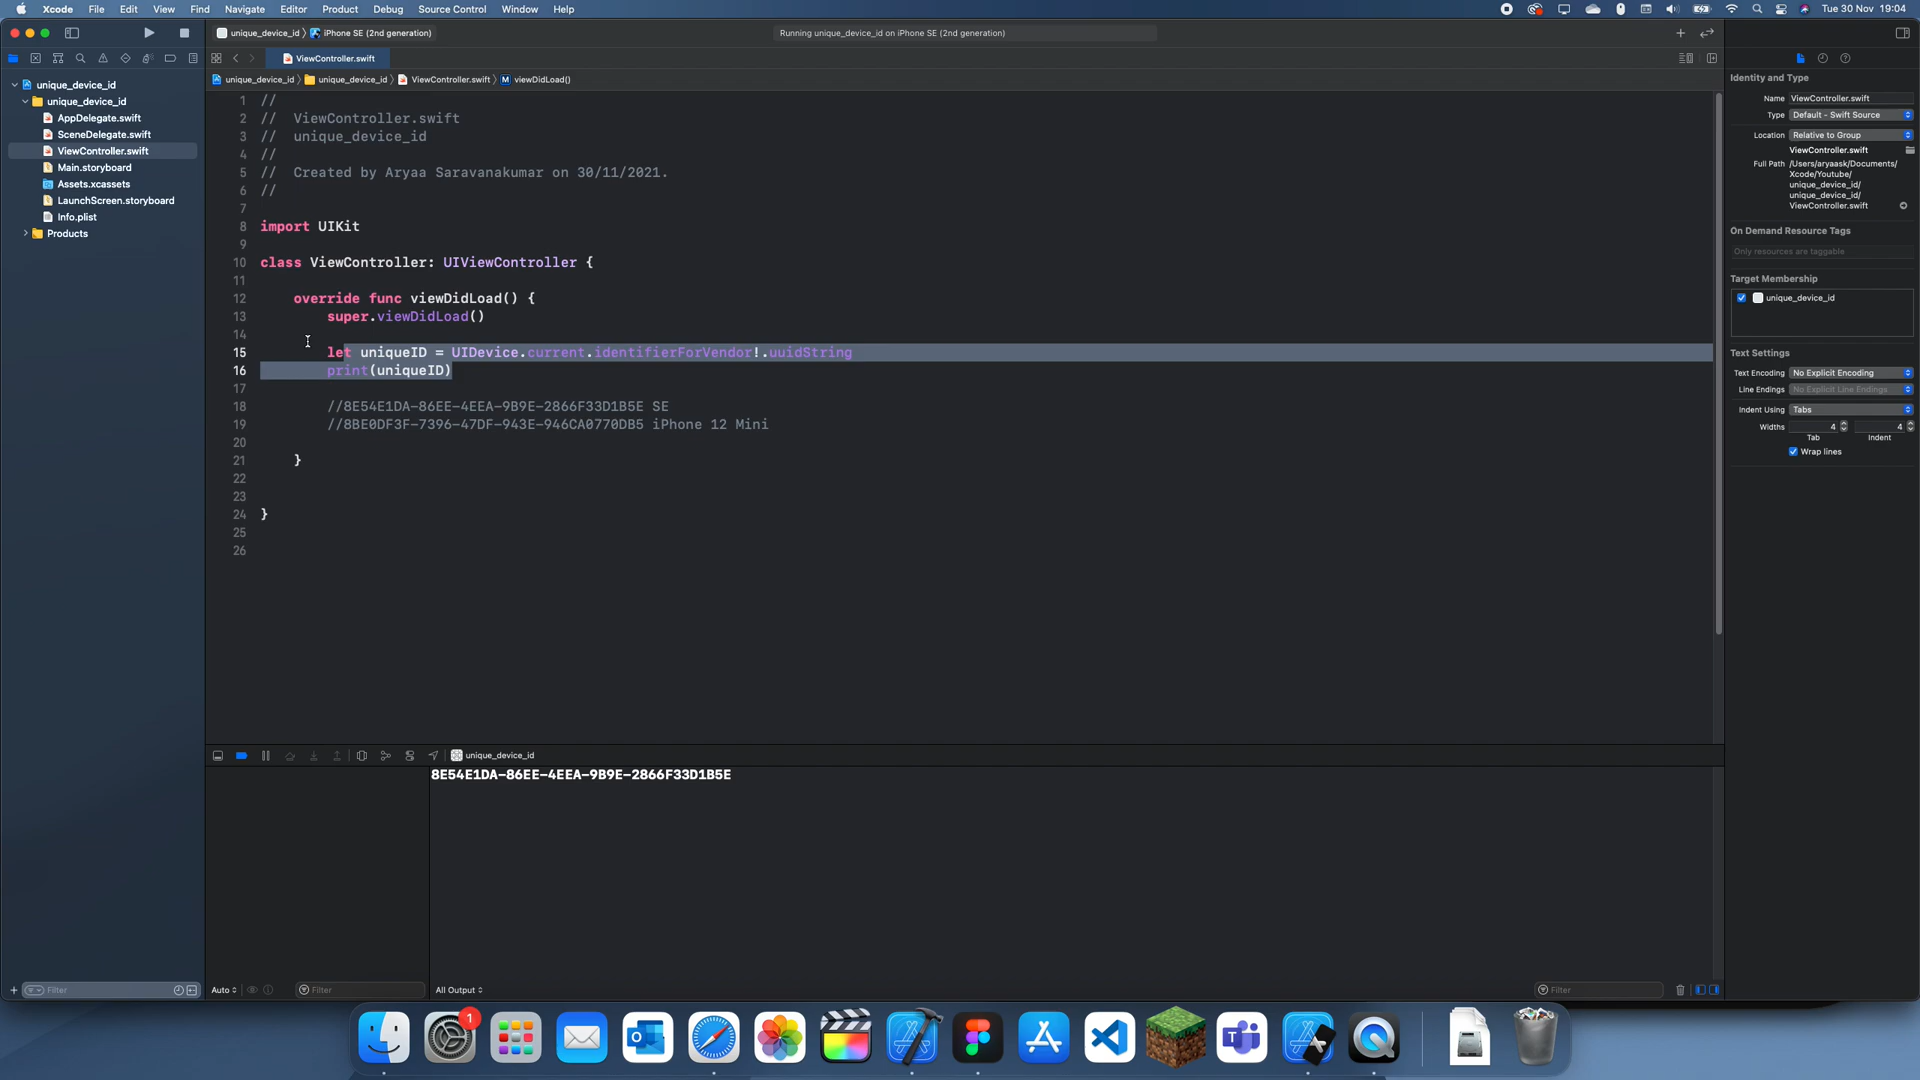 Xcode File Edit View Find Navigate Editor Product Debug Source Control Window Help
Tue 30 Nov 19:04
unique_device_id 〉 iPhone SE (2nd generation)
Running unique_device_id on iPhone SE (2nd generation)
ViewController.swift
unique_device_id 〉 unique_device_id 〉 ViewController.swift 〉 M viewDidLoad()
unique_device_id
unique_device_id
AppDelegate.swift
SceneDelegate.swift
ViewController.swift
Main.storyboard
Assets.xcassets
LaunchScreen.storyboard
Info.plist
Products
Filter
1 //
2 //  ViewController.swift
3 //  unique_device_id
4 //
5 //  Created by Aryaa Saravanakumar on 30/11/2021.
6 //
7
8 import UIKit
9
10 class ViewController: UIViewController {
11
12     override func viewDidLoad() {
13         super.viewDidLoad()
14
15         let uniqueID = UIDevice.current.identifierForVendor!.uuidString
16         print(uniqueID)
17
18         //8E54E1DA-86EE-4EEA-9B9E-2866F33D1B5E SE
19         //8BE0DF3F-7396-47DF-943E-946CA0770DB5 iPhone 12 Mini
20
21     }
22
23
24 }
25
26
unique_device_id
8E54E1DA-86EE-4EEA-9B9E-2866F33D1B5E
Auto
Filter
All Output
Filter
Identity and Type
Name ViewController.swift
Type Default - Swift Source
Location Relative to Group
ViewController.swift
Full Path /Users/aryaask/Documents/
Xcode/Youtube/
unique_device_id/
unique_device_id/
ViewController.swift
On Demand Resource Tags
Only resources are taggable
Target Membership
unique_device_id
Text Settings
Text Encoding No Explicit Encoding
Line Endings No Explicit Line Endings
Indent Using Tabs
Widths 4 4
Tab Indent
Wrap lines
1